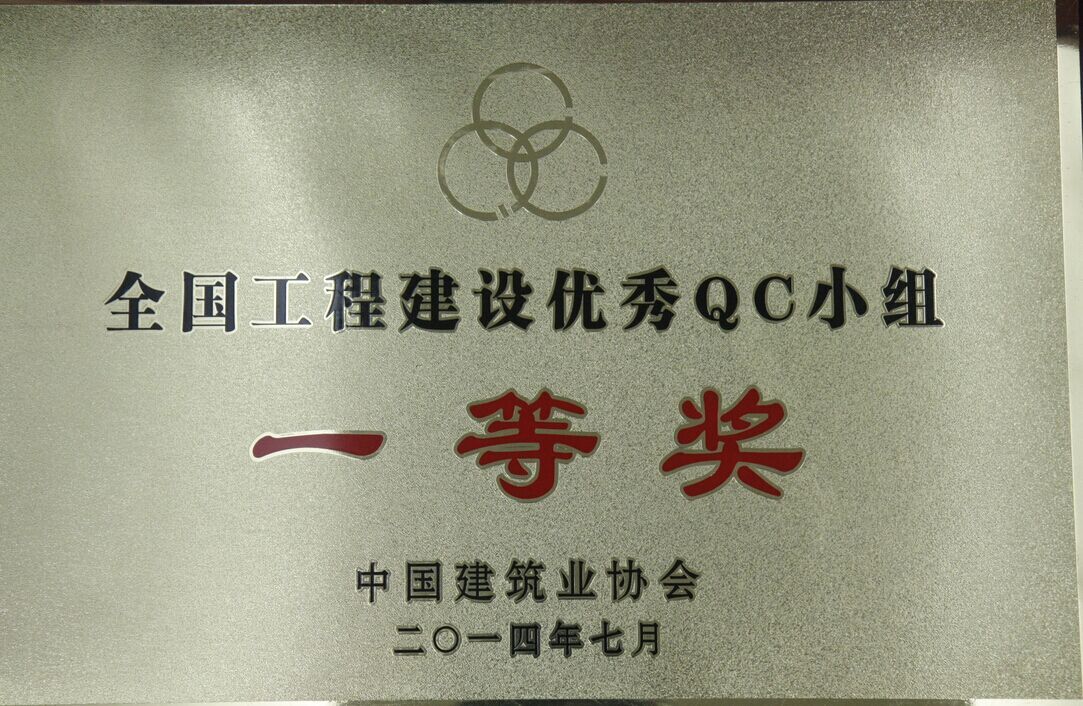 全国工程建设优秀QC小组
一等奖
中国建筑业协会
二〇一四年七月